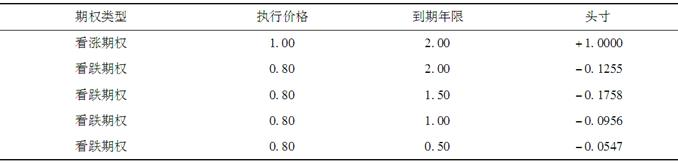 期权类型 执行价格 到期年限 头寸
看涨期权 1.00 2.00 +1.0000
看跌期权 0.80 2.00 -0.1255
看跌期权 0.80 1.50 -0.1758
看跌期权 0.80 1.00 -0.0956
看跌期权 0.80 0.50 -0.0547